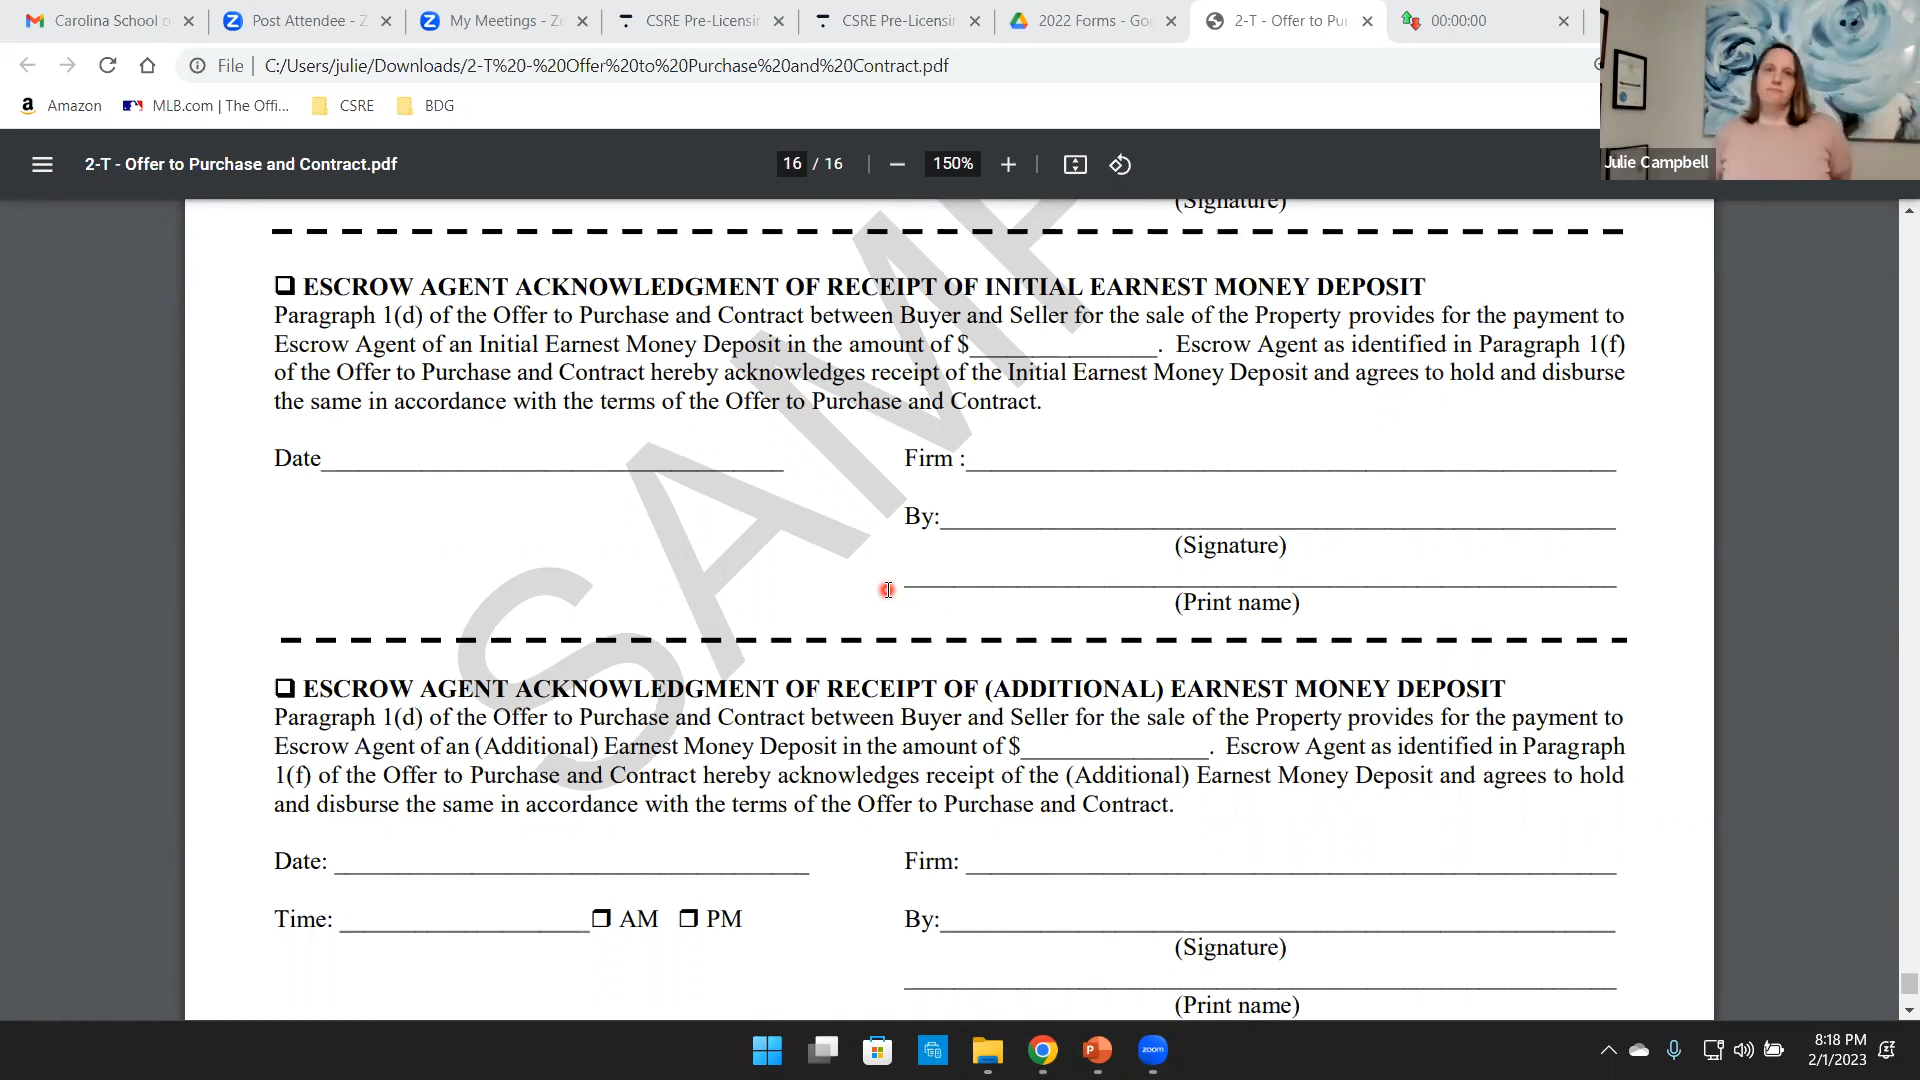 Carolina School o
Post Attendee - Z
My Meetings - Zo
CSRE Pre-Licensin
CSRE Pre-Licensin
2022 Forms - Goo
2-T - Offer to Pu
00:00:00
File | C:/Users/julie/Downloads/2-T%20-%20Offer%20to%20Purchase%20and%20Contract.pdf
Amazon
MLB.com | The Offi...
CSRE
BDG
2-T - Offer to Purchase and Contract.pdf
16 / 16
150%
Julie Campbell
(Signature)
SAMP
❑ ESCROW AGENT ACKNOWLEDGMENT OF RECEIPT OF INITIAL EARNEST MONEY DEPOSIT
Paragraph 1(d) of the Offer to Purchase and Contract between Buyer and Seller for the sale of the Property provides for the payment to
Escrow Agent of an Initial Earnest Money Deposit in the amount of $_______________. Escrow Agent as identified in Paragraph 1(f)
of the Offer to Purchase and Contract hereby acknowledges receipt of the Initial Earnest Money Deposit and agrees to hold and disburse
the same in accordance with the terms of the Offer to Purchase and Contract.
Date
Firm :
By:
(Signature)
(Print name)
❑ ESCROW AGENT ACKNOWLEDGMENT OF RECEIPT OF (ADDITIONAL) EARNEST MONEY DEPOSIT
Paragraph 1(d) of the Offer to Purchase and Contract between Buyer and Seller for the sale of the Property provides for the payment to
Escrow Agent of an (Additional) Earnest Money Deposit in the amount of $_______________. Escrow Agent as identified in Paragraph
1(f) of the Offer to Purchase and Contract hereby acknowledges receipt of the (Additional) Earnest Money Deposit and agrees to hold
and disburse the same in accordance with the terms of the Offer to Purchase and Contract.
Date:
Firm:
Time: ____________________❐ AM ❐ PM
By:
(Signature)
(Print name)
zoom
8:18 PM
2/1/2023